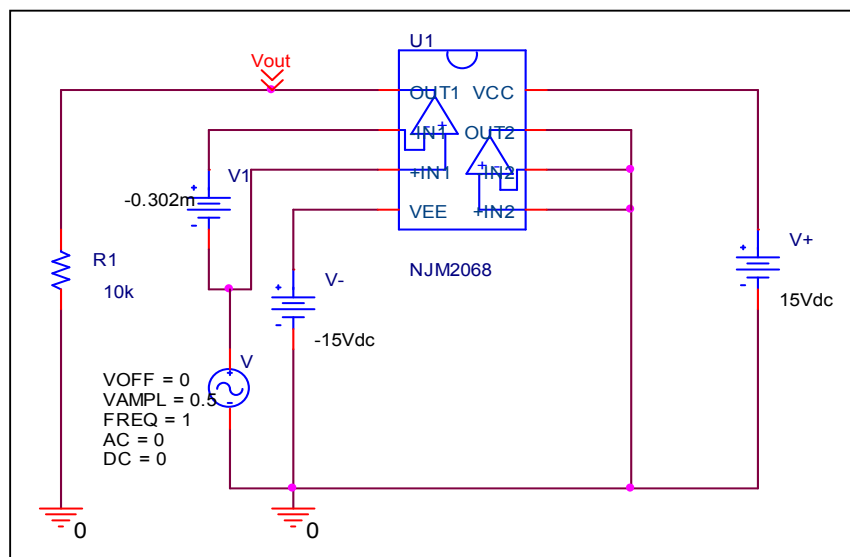 U1
Vout
OUT1
VCC
-IN1
OUT2
+IN1
-IN2
VEE
+IN2
+
+
V1
-0.302m
+
-
R1
10k
NJM2068
V-
+
-
-15Vdc
V+
+
-
15Vdc
V
+
-
VOFF = 0
VAMPL = 0.5
FREQ = 1
AC = 0
DC = 0
0
0